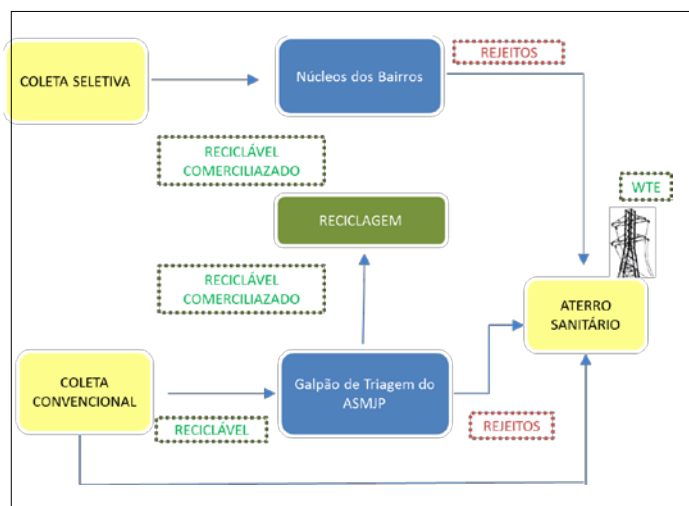 REJEITOS
COLETA SELETIVA
Núcleos dos Bairros
RECICLÁVEL
COMERCILIAZADO
WTE
RECICLAGEM
RECICLÁVEL
COMERCILIAZADO
ATERRO
SANITÁRIO
COLETA
CONVENCIONAL
Galpão de Triagem do
ASMJP
RECICLÁVEL
REJEITOS